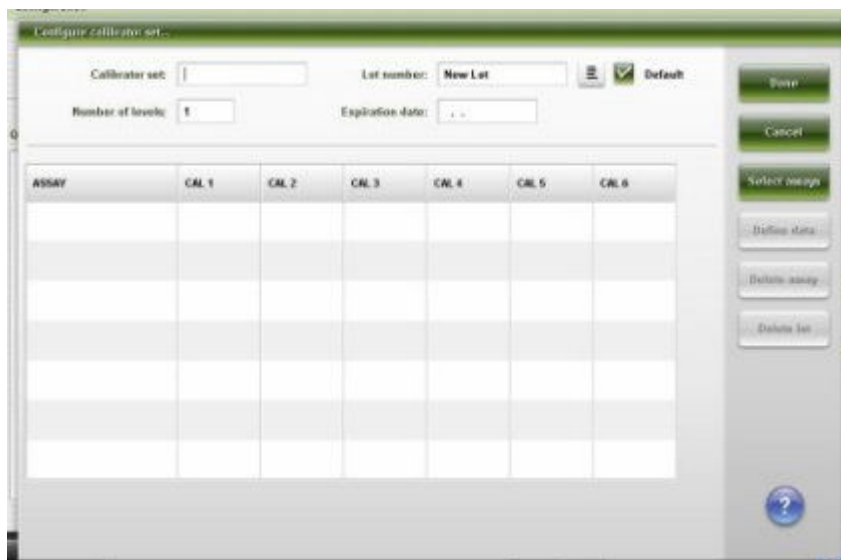 Configure calibrator set...
Calibrator set:
Lot number: New Lot
Default
Number of levels: 1
Expiration date: . .
Done
Cancel
Select assays
Define data
Delete assay
Delete lot
ASSAY CAL 1 CAL 2 CAL 3 CAL 4 CAL 5 CAL 6
?